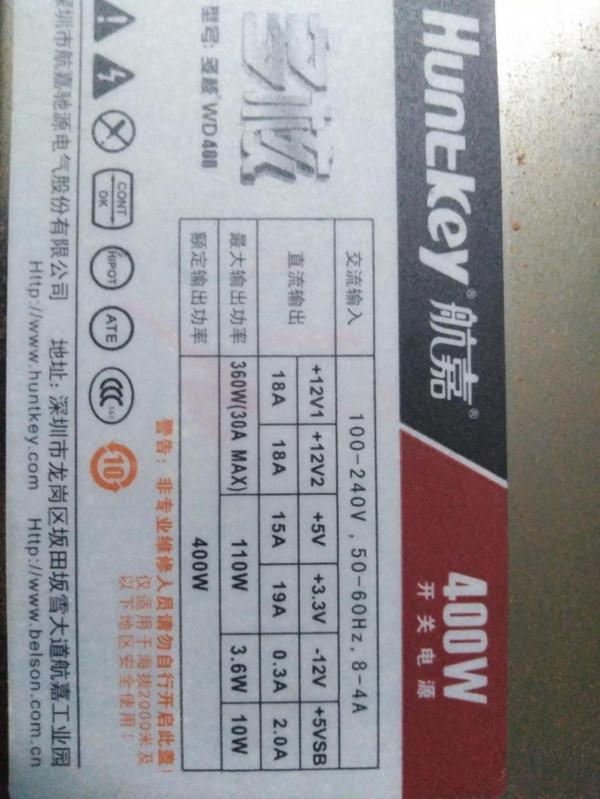 Huntkey® 航嘉®
400W
开关电源
多核
型号: 多核 WD400
交流输入 100-240V, 50-60Hz, 8-4A
直流输出 +12V1 +12V2 +5V +3.3V -12V +5VSB
18A 18A 15A 19A 0.3A 2.0A
最大输出功率 360W(30A MAX) 110W 3.6W 10W
额定输出功率 400W
警告: 非专业维修人员请勿自行开启此盖!
仅适用于海拔2000米及
以下地区安全使用!
CONT
OK
HIPOT
ATE
CCC
10
深圳市航嘉驰源电气股份有限公司 地址: 深圳市龙岗区坂田坂雪大道航嘉工业园
Http://www.huntkey.com Http://www.belson.com.cn